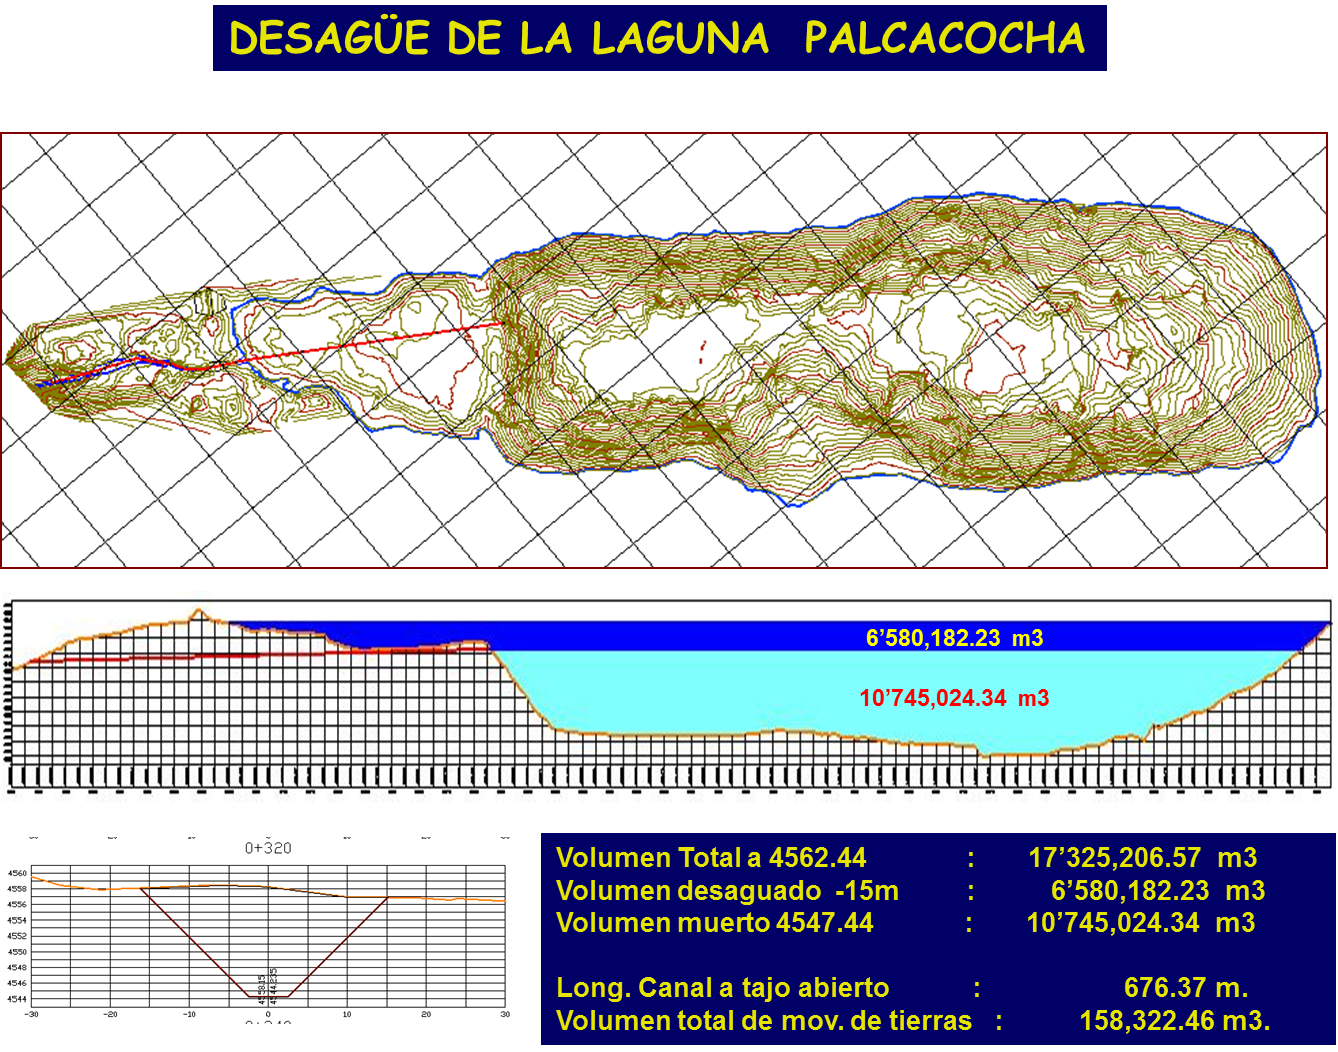 DESAGÜE DE LA LAGUNA PALCACOCHA
6’580,182.23 m3
10’745,024.34 m3
0+320
4560
4558
4556
4554
4552
4550
4548
4546
4544
-30 -20 -10 0 10 20 30
Volumen Total a 4562.44 : 17’325,206.57 m3
Volumen desaguado -15m : 6’580,182.23 m3
Volumen muerto 4547.44 : 10’745,024.34 m3
Long. Canal a tajo abierto : 676.37 m.
Volumen total de mov. de tierras : 158,322.46 m3.